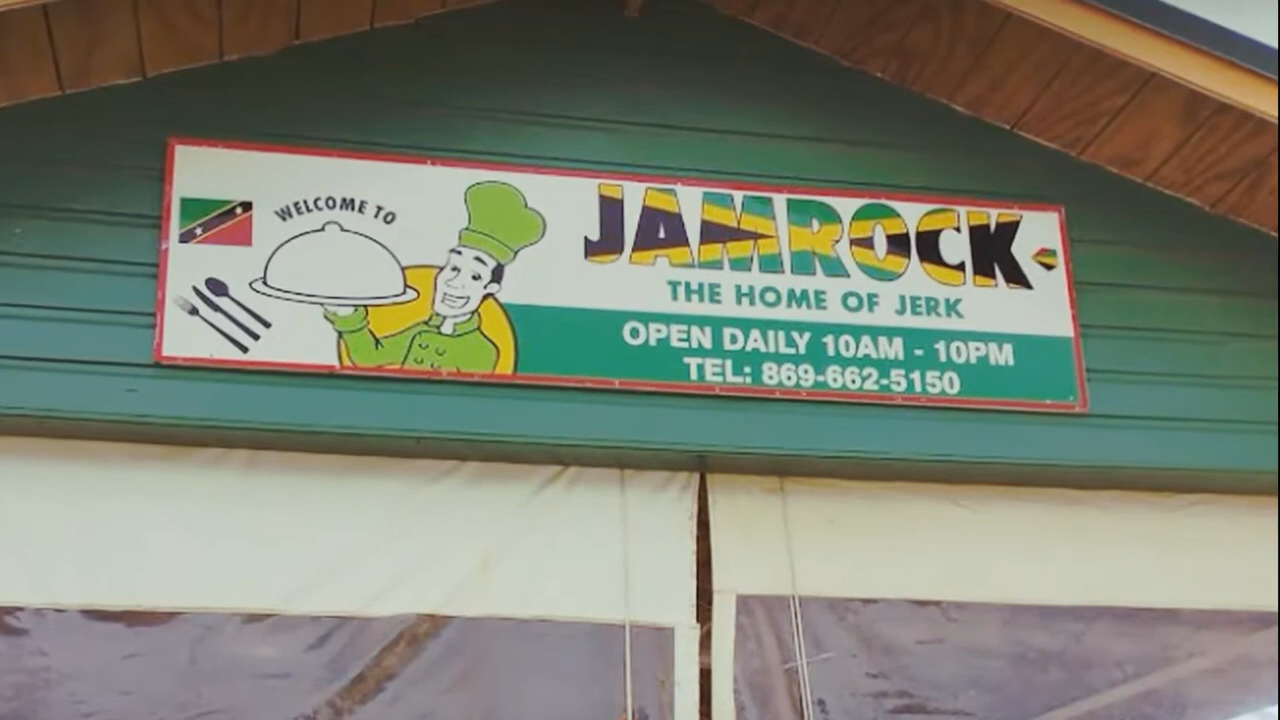 WELCOME TO
JAMROCK
THE HOME OF JERK
OPEN DAILY 10AM - 10PM
TEL: 869-662-5150